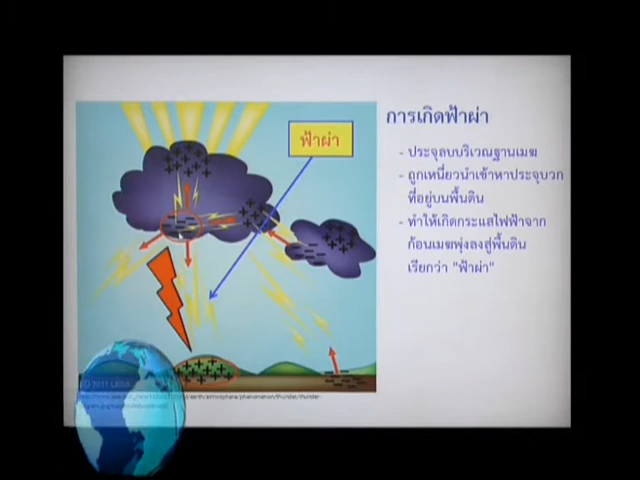 ฟ้าผ่า
การเกิดฟ้าผ่า
- ประจุลบบริเวณฐานเมฆ
- ถูกเหนี่ยวนำเข้าหาประจุบวก
ที่อยู่บนพื้นดิน
- ทำให้เกิดกระแสไฟฟ้าจาก
ก้อนเมฆพุ่งลงสู่พื้นดิน
เรียกว่า "ฟ้าผ่า"